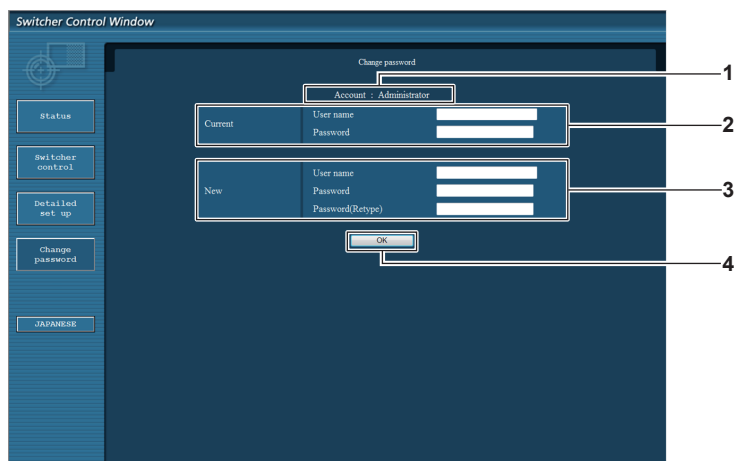 Switcher Control Window
Change password
1
Account : Administrator
Status
Current
User name
Password
2
Switcher
control
New
User name
Password
Password(Retype)
3
Detailed
set up
OK
4
Change
password
JAPANESE